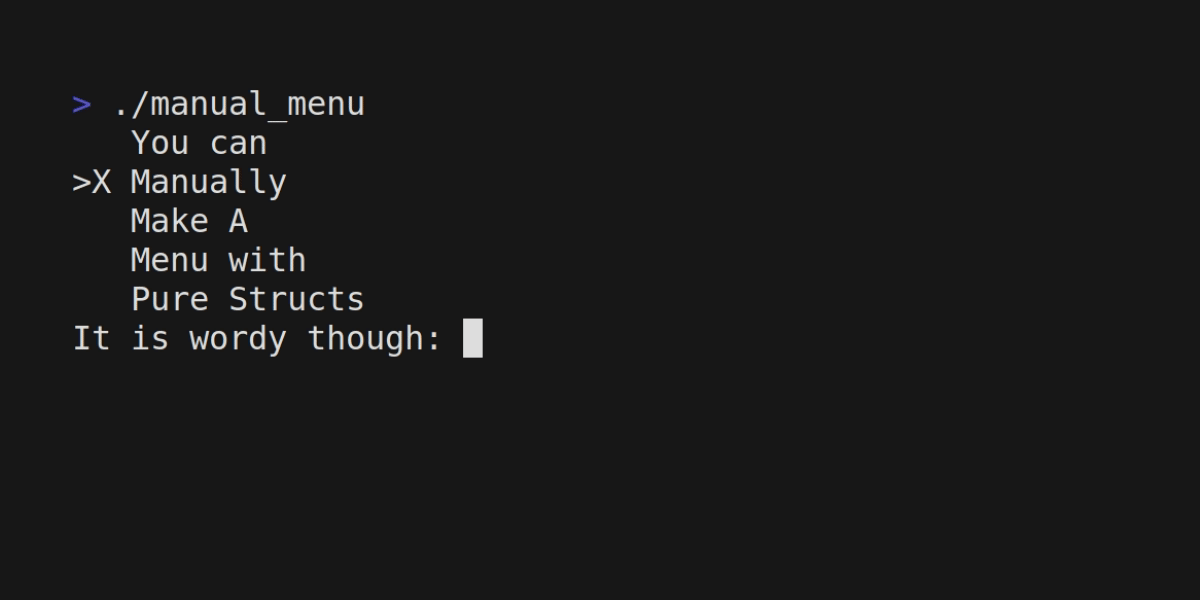 > ./manual_menu
   You can
>X Manually
   Make A
   Menu with
   Pure Structs
It is wordy though: